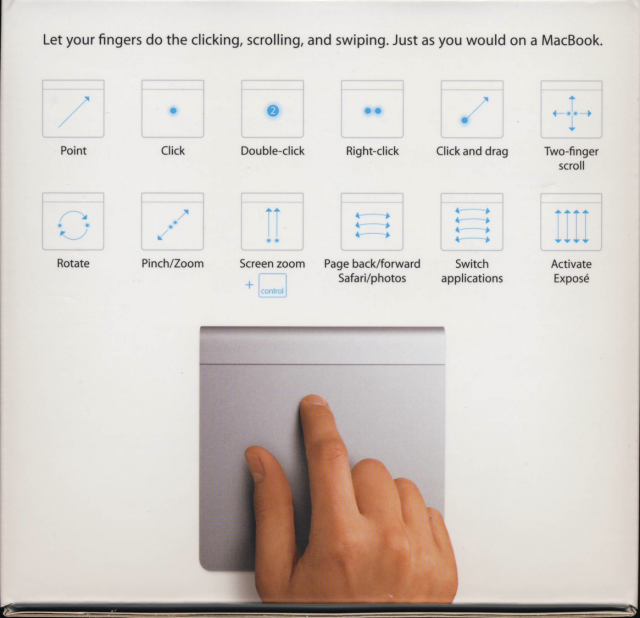 Let your fingers do the clicking, scrolling, and swiping. Just as you would on a MacBook.
2
Point
Click
Double-click
Right-click
Click and drag
Two-finger
scroll
Rotate
Pinch/Zoom
Screen zoom
+ control
Page back/forward
Safari/photos
Switch
applications
Activate
Exposé